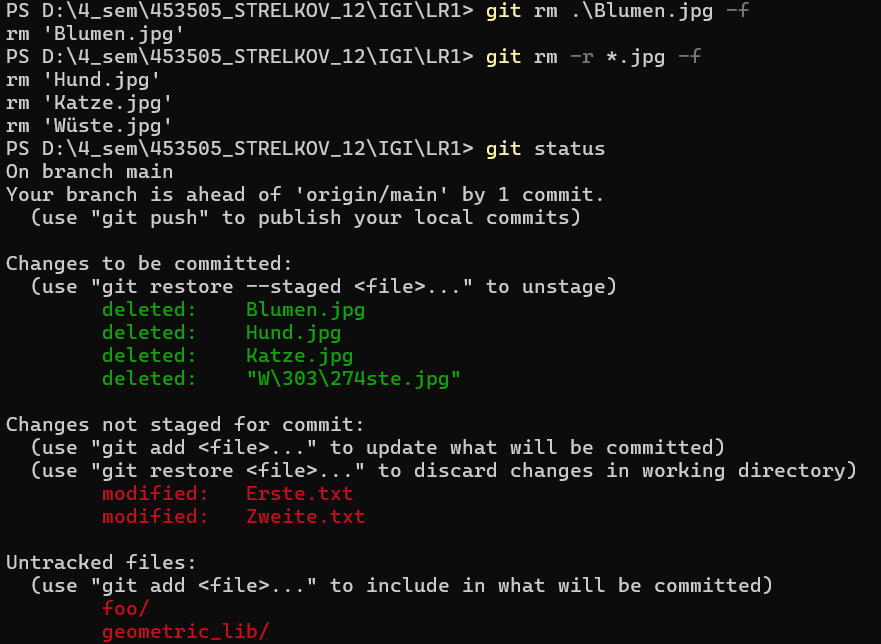 PS D:\4_sem\453505_STRELKOV_12\IGI\LR1> git rm .\Blumen.jpg -f
rm 'Blumen.jpg'
PS D:\4_sem\453505_STRELKOV_12\IGI\LR1> git rm -r *.jpg -f
rm 'Hund.jpg'
rm 'Katze.jpg'
rm 'Wüste.jpg'
PS D:\4_sem\453505_STRELKOV_12\IGI\LR1> git status
On branch main
Your branch is ahead of 'origin/main' by 1 commit.
  (use "git push" to publish your local commits)

Changes to be committed:
  (use "git restore --staged <file>..." to unstage)
        deleted:    Blumen.jpg
        deleted:    Hund.jpg
        deleted:    Katze.jpg
        deleted:    "W\303\274ste.jpg"

Changes not staged for commit:
  (use "git add <file>..." to update what will be committed)
  (use "git restore <file>..." to discard changes in working directory)
        modified:   Erste.txt
        modified:   Zweite.txt

Untracked files:
  (use "git add <file>..." to include in what will be committed)
        foo/
        geometric_lib/